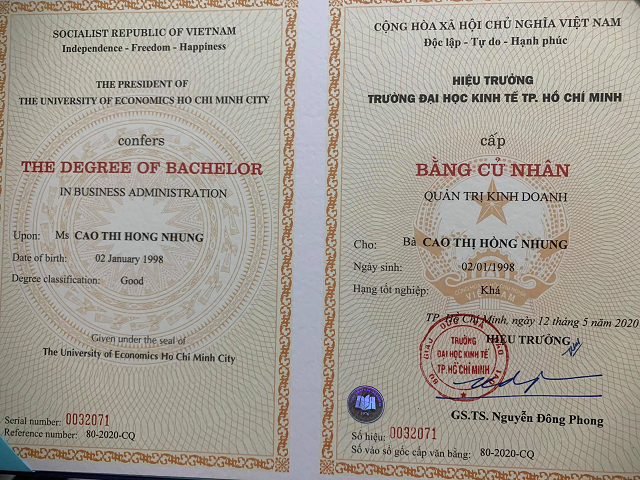 SOCIALIST REPUBLIC OF VIETNAM
Independence - Freedom - Happiness
THE PRESIDENT OF
THE UNIVERSITY OF ECONOMICS HO CHI MINH CITY
confers
THE DEGREE OF BACHELOR
IN BUSINESS ADMINISTRATION
Upon: Ms CAO THI HONG NHUNG
Date of birth: 02 January 1998
Degree classification: Good
Given under the seal of
The University of Economics Ho Chi Minh City
Serial number: 0032071
Reference number: 80-2020-CQ
CỘNG HÒA XÃ HỘI CHỦ NGHĨA VIỆT NAM
Độc lập - Tự do - Hạnh phúc
HIỆU TRƯỞNG
TRƯỜNG ĐẠI HỌC KINH TẾ TP. HỒ CHÍ MINH
cấp
BẰNG CỬ NHÂN
QUẢN TRỊ KINH DOANH
Cho: Bà CAO THỊ HỒNG NHUNG
Ngày sinh: 02/01/1998
Hạng tốt nghiệp: Khá
TP. Hồ Chí Minh, ngày 12 tháng 5 năm 2020
HIỆU TRƯỞNG
TRƯỜNG
ĐẠI HỌC KINH TẾ
TP.HỒ CHÍ MINH
GS.TS. Nguyễn Đông Phong
Số hiệu: 0032071
Số vào sổ gốc cấp văn bằng: 80-2020-CQ